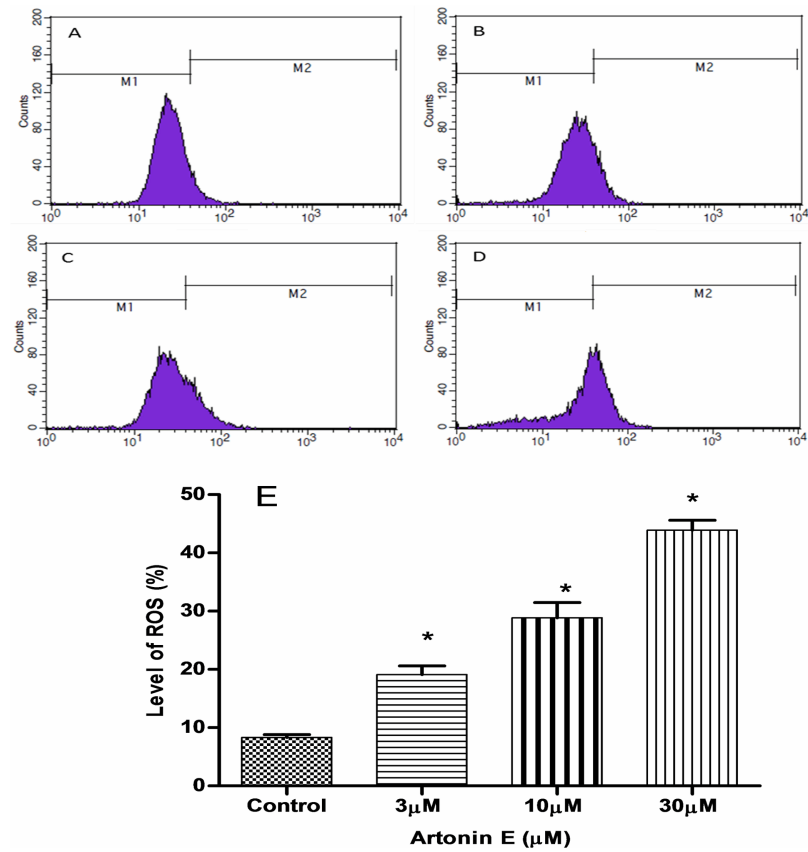 A
200
160
120
80
40
0
Counts
M1
M2
10⁰
10¹
10²
10³
10⁴
B
200
160
120
80
40
0
Counts
M1
M2
10⁰
10¹
10²
10³
10⁴
C
200
160
120
80
40
0
Counts
M1
M2
10⁰
10¹
10²
10³
10⁴
D
200
160
120
80
40
0
Counts
M1
M2
10⁰
10¹
10²
10³
10⁴
E
Level of ROS (%)
50
40
30
20
10
0
*
*
*
Control
3μM
10μM
30μM
Artonin E (μM)